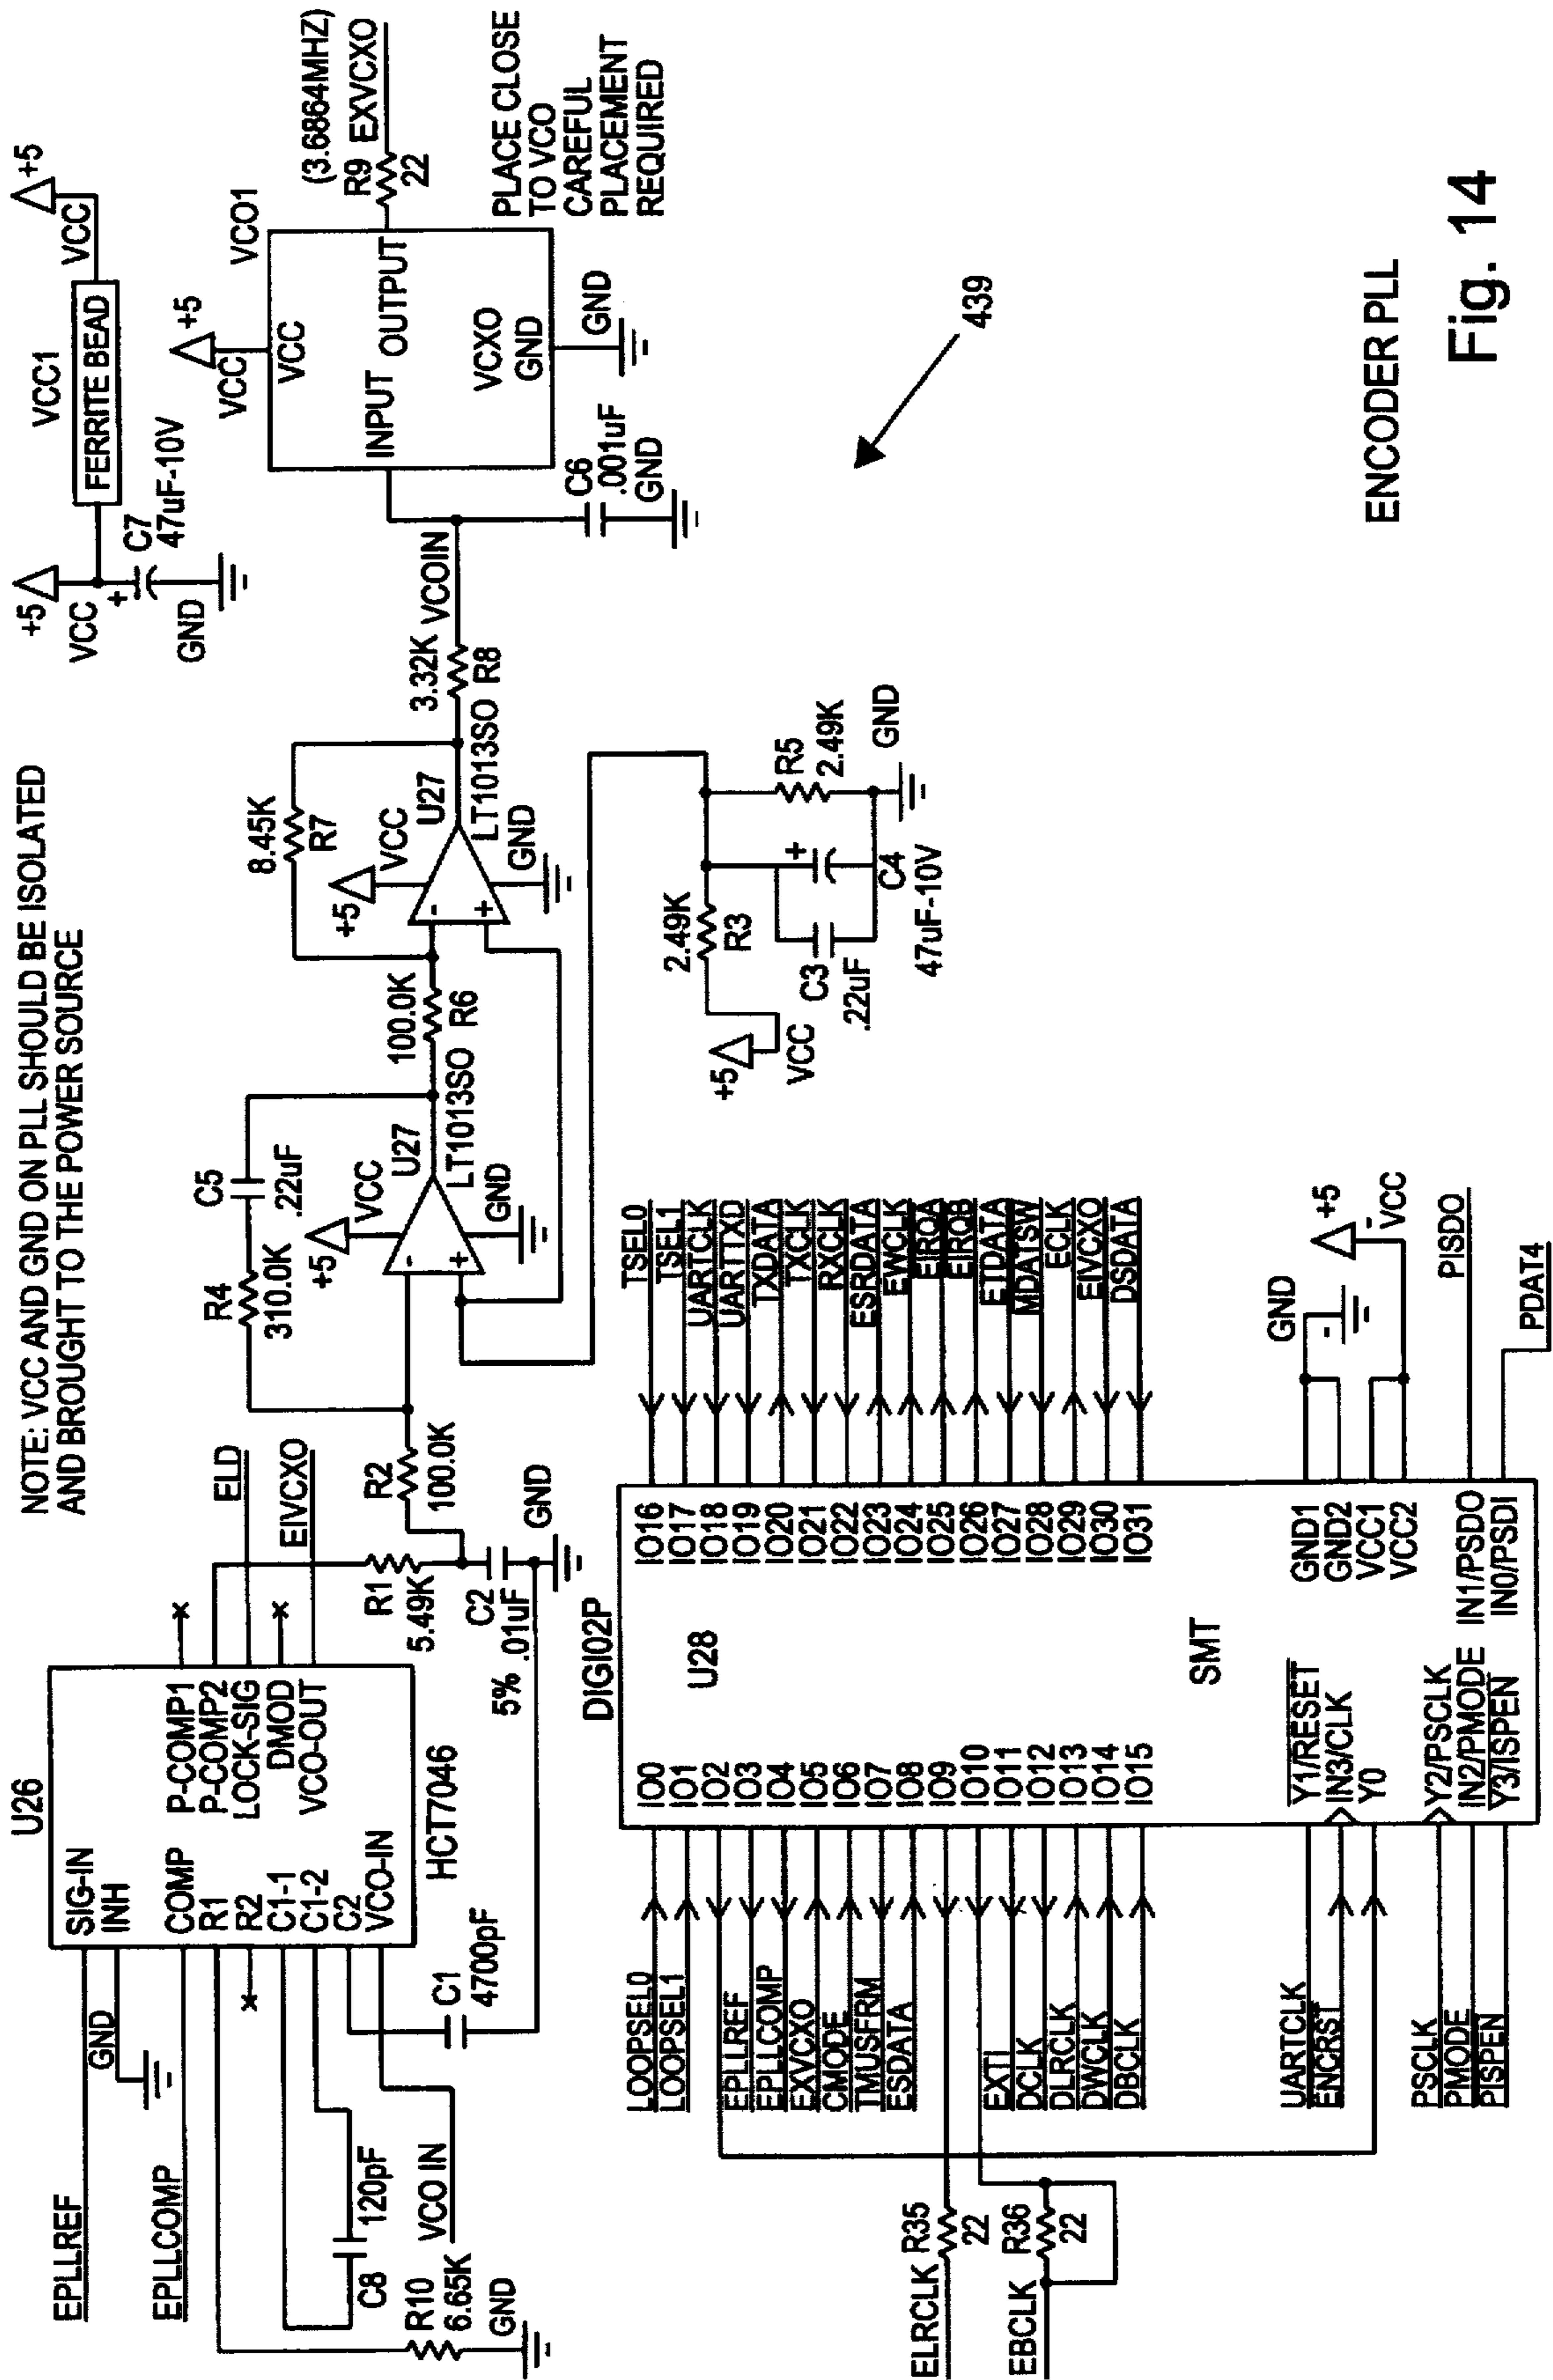 NOTE: VCC AND GND ON PLL SHOULD BE ISOLATED
AND BROUGHT TO THE POWER SOURCE
+5
VCC
C7
47uF-10V
GND
VCC1
FERRITE BEAD
VCC
+5
EPLLREF
GND
EPLLCOMP
U26
SIG-IN
INH
COMP
R1
R2
C1-1
C1-2
C2
VCO-IN
P-COMP1
P-COMP2
LOCK-SIG
DMOD
VCO-OUT
HCT7046
ELD
EIVCXO
C8
120pF
VCO IN
R10
6.65K
GND
C1
4700pF
R1
5.49K
C2
.01uF
5%
GND
R2
100.0K
R4
310.0K
C5
.22uF
+5
VCC
U27
LT1013SO
GND
-
+
100.0K
R6
8.45K
R7
+5
VCC
U27
LT1013SO
GND
-
+
3.32K
R8
VCOIN
C6
.001uF
GND
+5
VCC
VCO1
VCC
INPUT
OUTPUT
VCXO
GND
GND
(3.6864MHZ)
R9
EXVCXO
22
PLACE CLOSE
TO VCO
CAREFUL
PLACEMENT
REQUIRED
+5
VCC
2.49K
R3
C3
.22uF
C4
+
47uF-10V
R5
2.49K
GND
439
DIGI02P
U28
SMT
LOOPSEL0
LOOPSEL1
EPLLREF
EPLLCOMP
EXVCXO
CMODE
TMUSFRM
ESDATA
EXTI
DCLK
DLRCLK
DWCLK
DBCLK
ELRCLK
R35
22
EBCLK
R36
22
UARTCLK
ENCRST
PSCLK
PMODE
PISPEN
IO0
IO1
IO2
IO3
IO4
IO5
IO6
IO7
IO8
IO9
IO10
IO11
IO12
IO13
IO14
IO15
Y1/RESET
IN3/CLK
Y0
Y2/PSCLK
IN2/PMODE
Y3/ISPEN
IO16
IO17
IO18
IO19
IO20
IO21
IO22
IO23
IO24
IO25
IO26
IO27
IO28
IO29
IO30
IO31
GND1
GND2
VCC1
VCC2
IN1/PSDO
IN0/PSDI
TSEL0
TSEL1
UARTCLK
UARTTXD
TXDATA
TXCLK
RXCLK
ESRDATA
EWCLK
EIRQA
EIRQB
ETDATA
MDATSW
ECLK
EIVCXO
DSDATA
GND
+5
VCC
PISDO
PDAT4
ENCODER PLL
Fig. 14